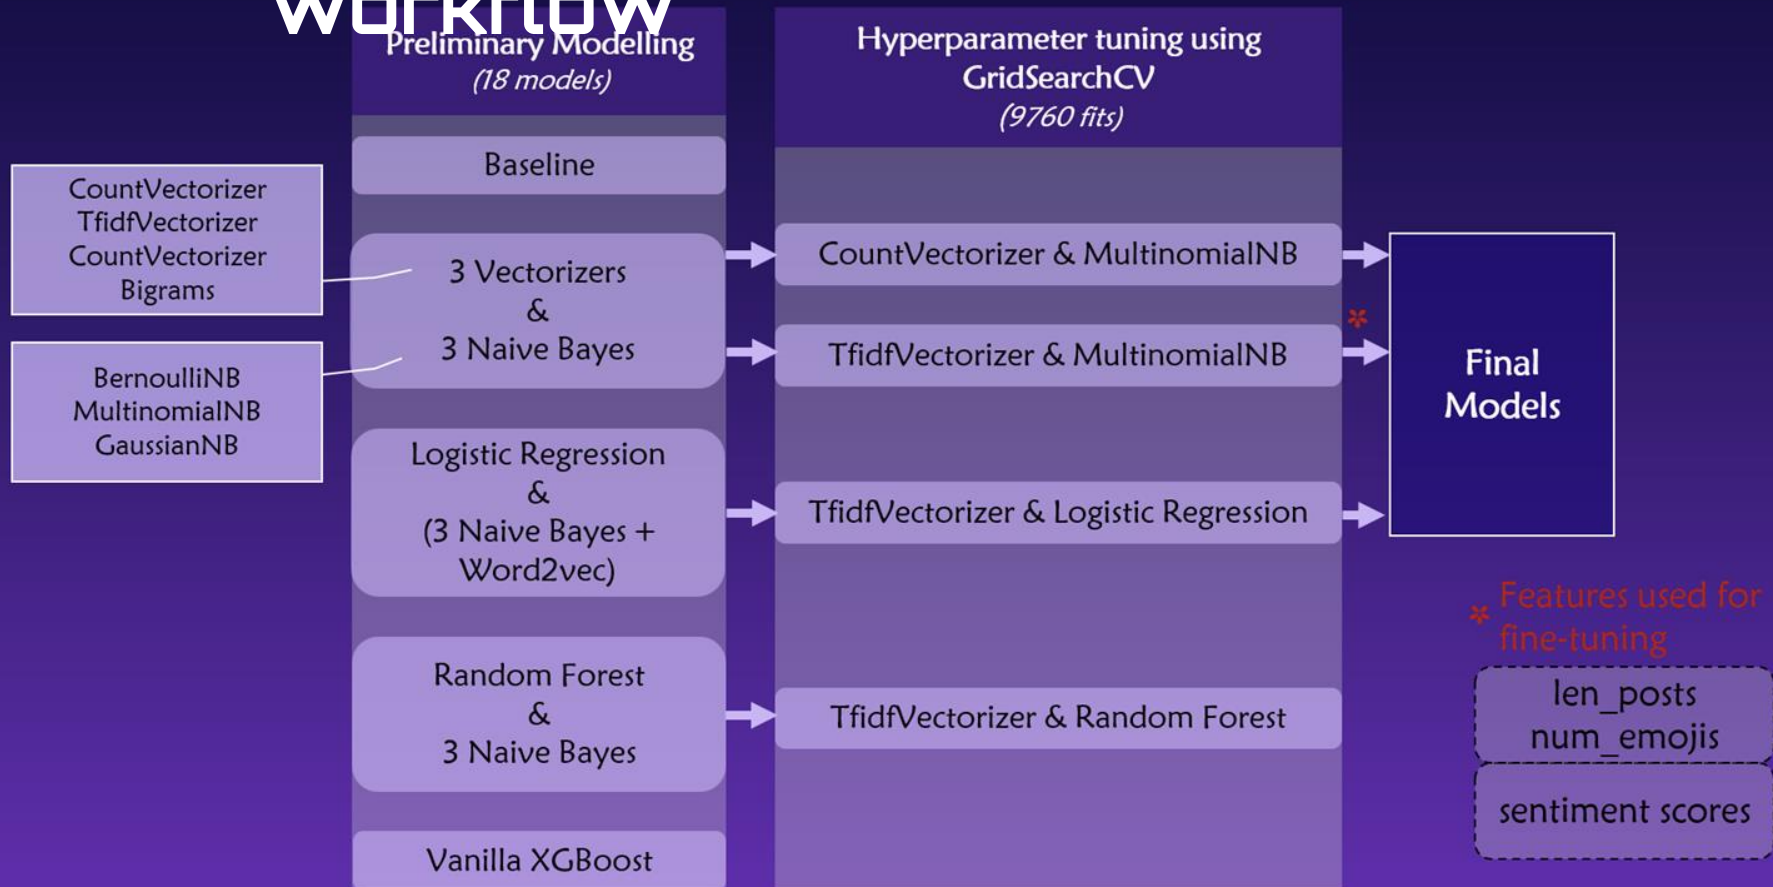 workflow
Preliminary Modelling
(18 models)
Hyperparameter tuning using
GridSearchCV
(9760 fits)
CountVectorizer
TfidfVectorizer
CountVectorizer
Bigrams
BernoulliNB
MultinomialNB
GaussianNB
Baseline
3 Vectorizers
&
3 Naive Bayes
Logistic Regression
&
(3 Naive Bayes +
Word2vec)
Random Forest
&
3 Naive Bayes
Vanilla XGBoost
CountVectorizer & MultinomialNB
*
TfidfVectorizer & MultinomialNB
TfidfVectorizer & Logistic Regression
TfidfVectorizer & Random Forest
Final
Models
* Features used for
fine-tuning
len_posts
num_emojis
sentiment scores